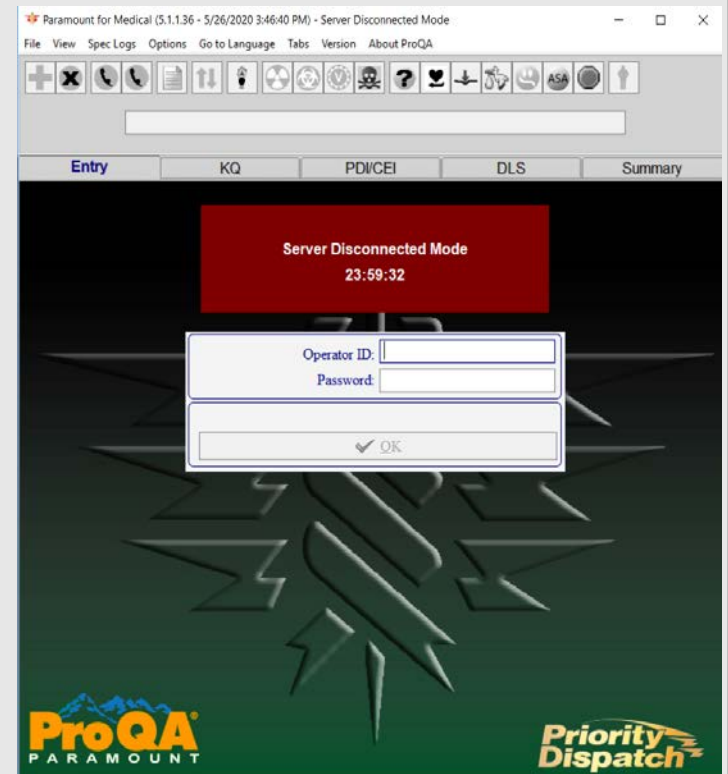 Paramount for Medical (5.1.1.36 - 5/26/2020 3:46:40 PM) - Server Disconnected Mode
File View Spec Logs Options Go to Language Tabs Version About ProQA
? ASA
Entry KQ PDI/CEI DLS Summary
Server Disconnected Mode
23:59:32
Operator ID:
Password:
OK
ProQA®
PARAMOUNT
Priority
Dispatch™